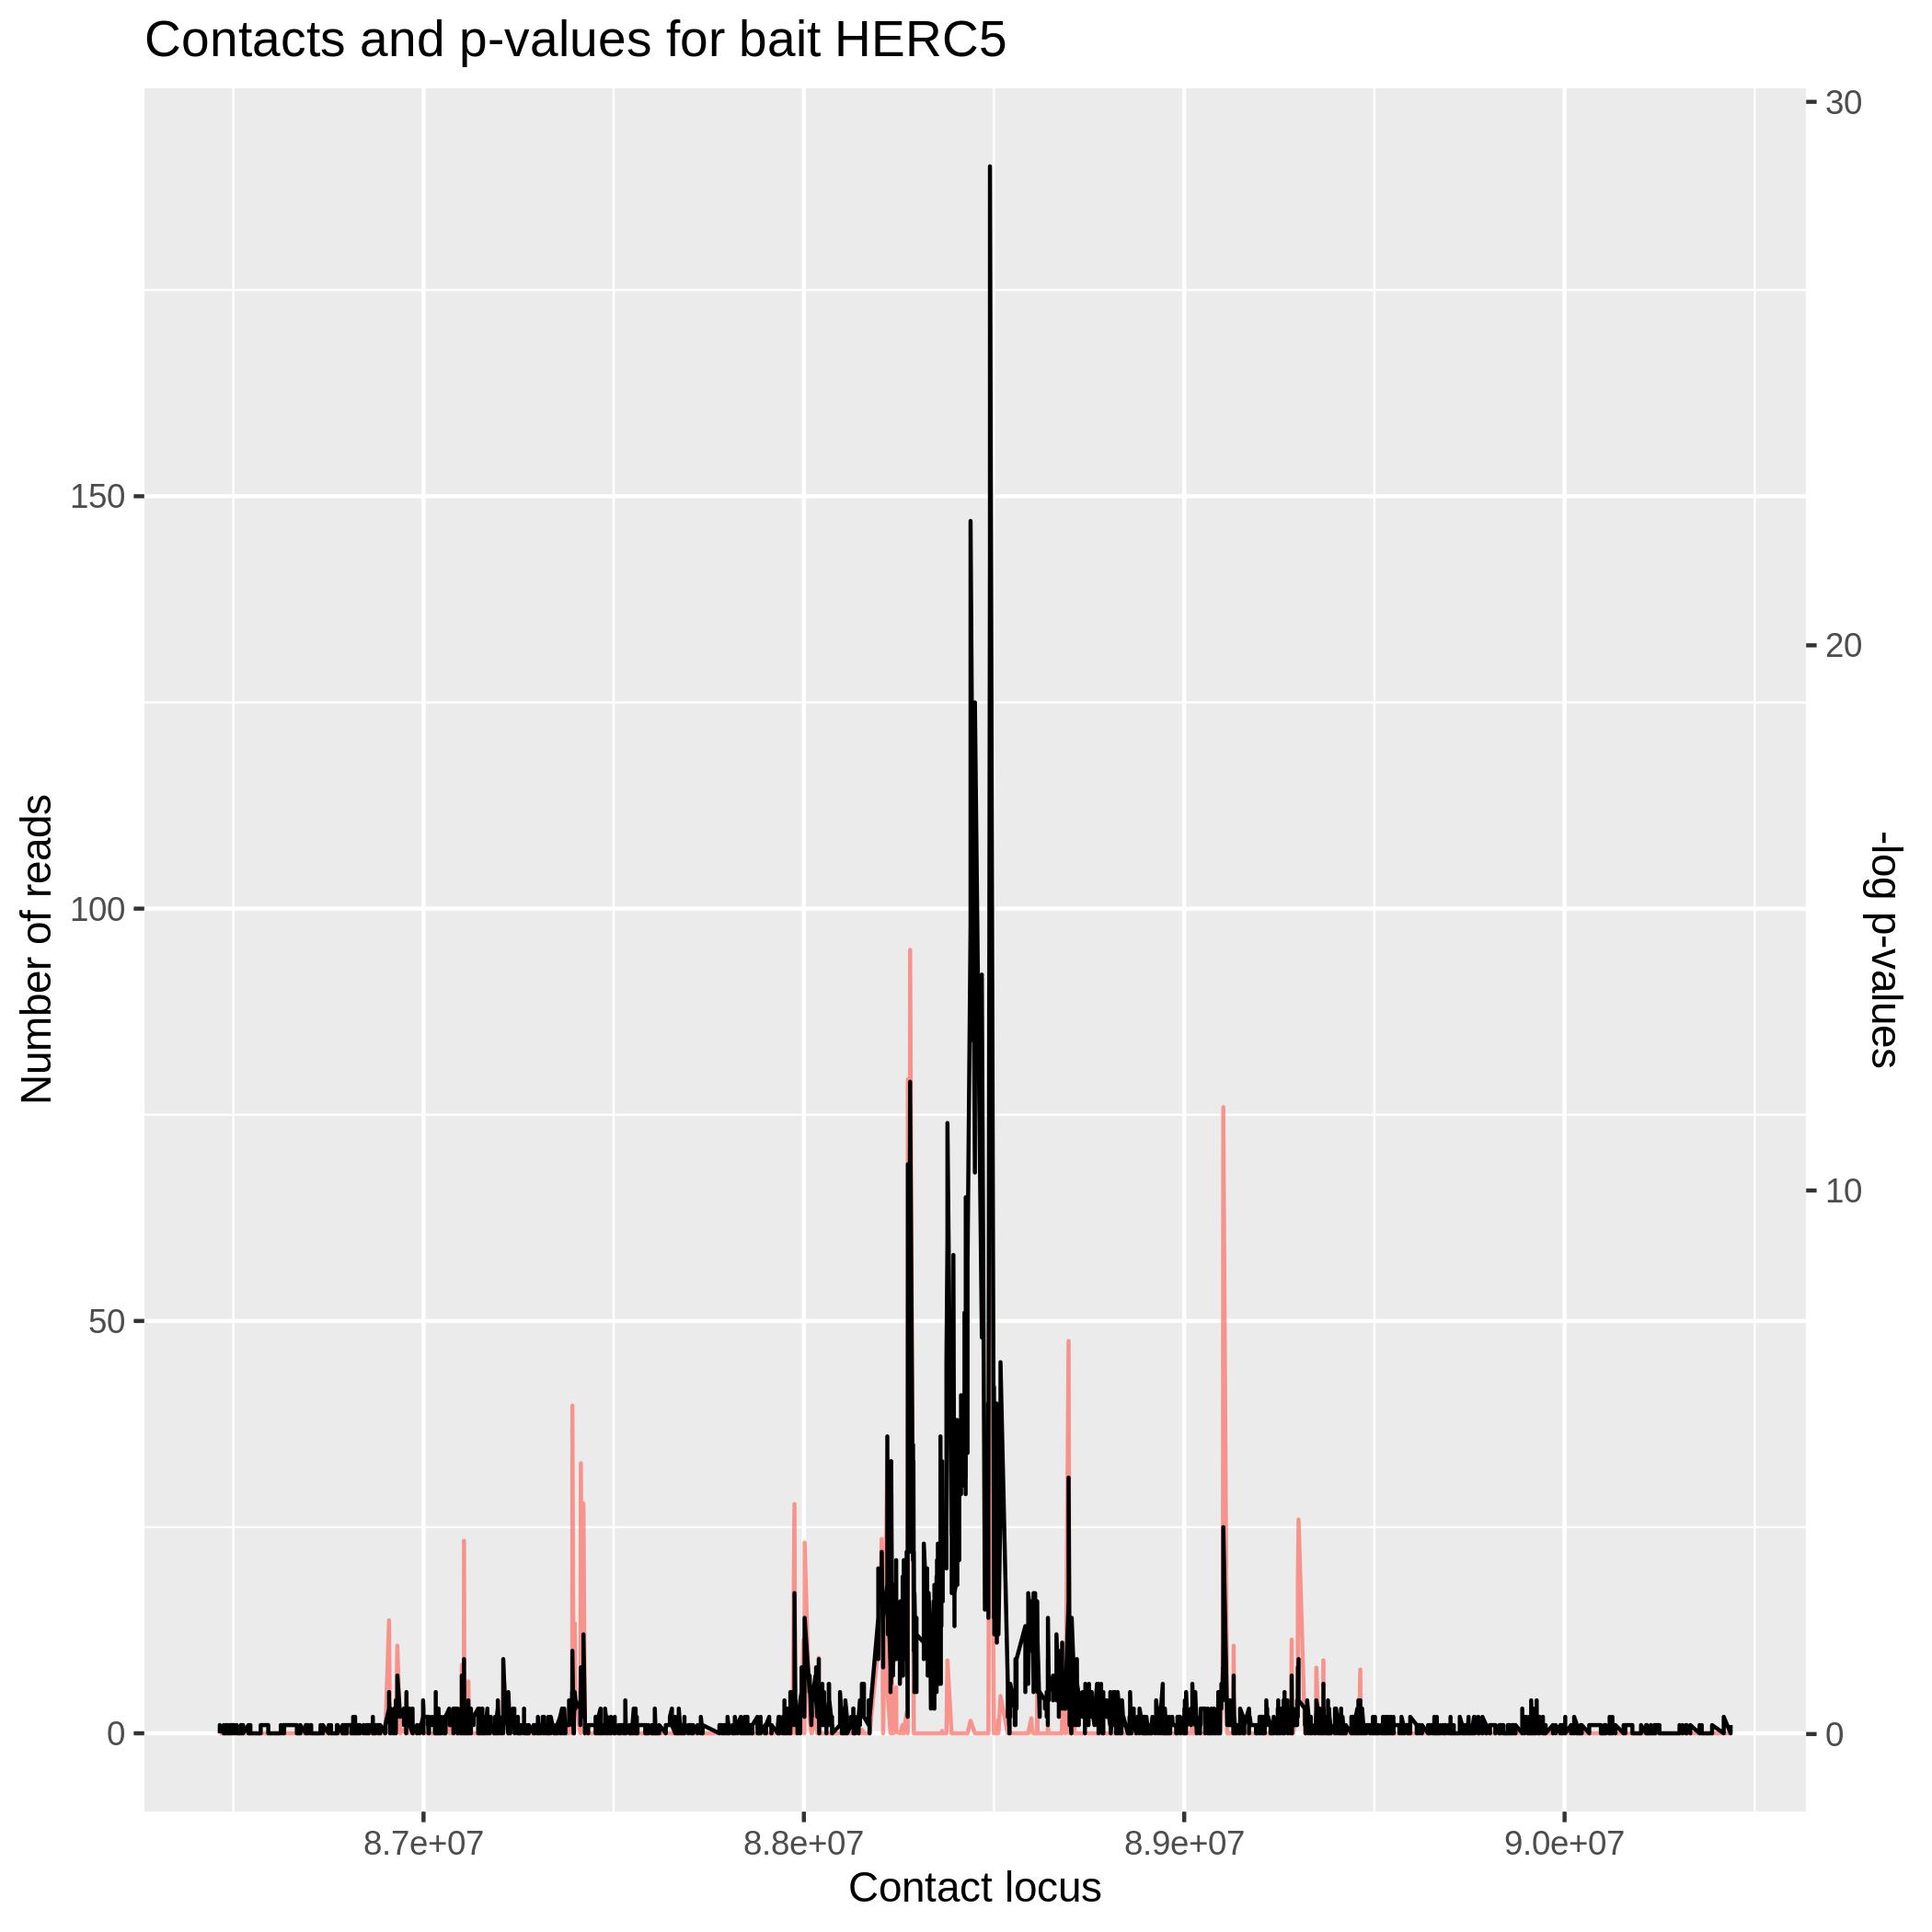 Contacts and p-values for bait HERC5
30
150
20
100
10
50
0
0
Number of reads
-log p-values
8.7e+07
8.8e+07
8.9e+07
9.0e+07
Contact locus